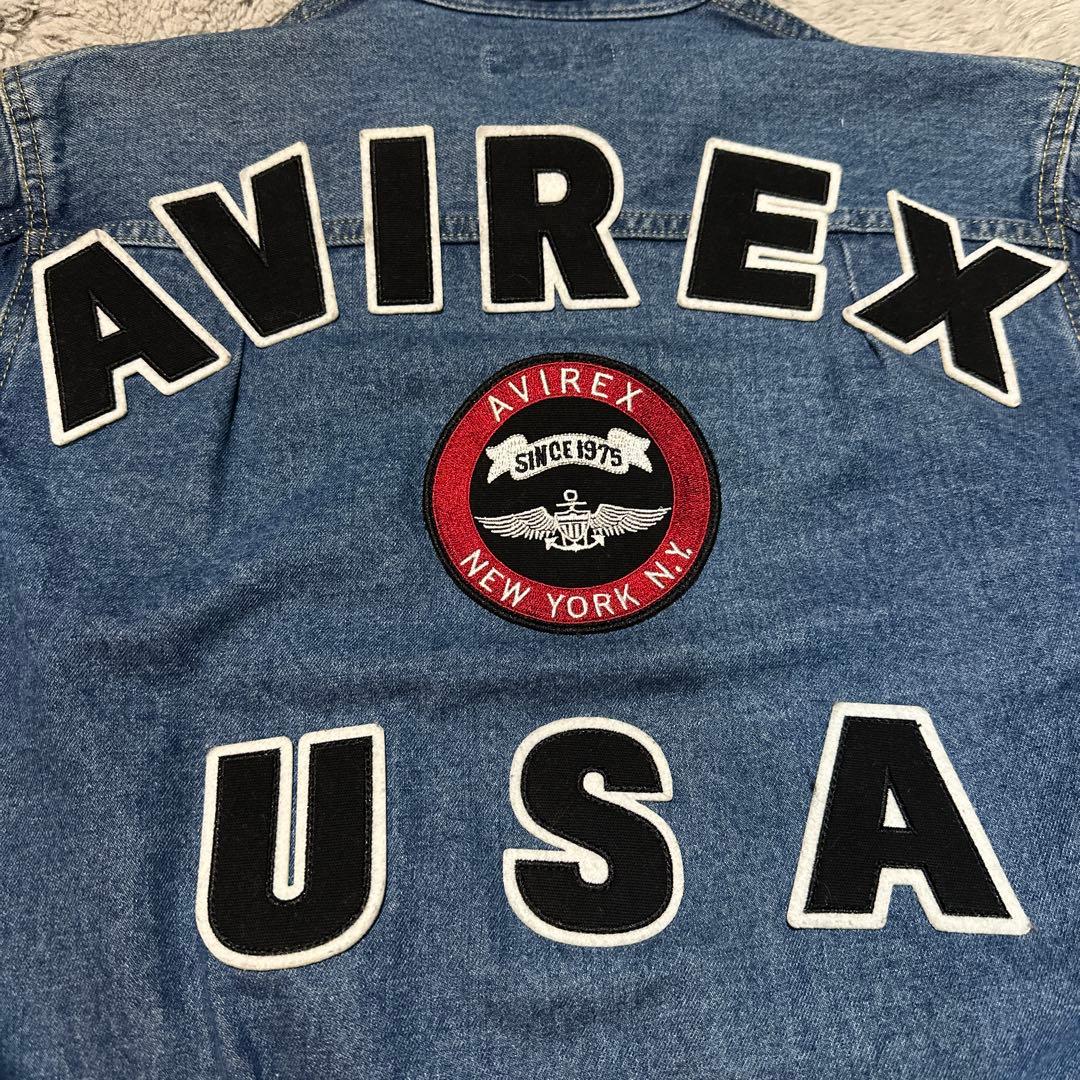 AVIREX
AVIREX
SINCE 1975
NEW YORK N.Y.
USA